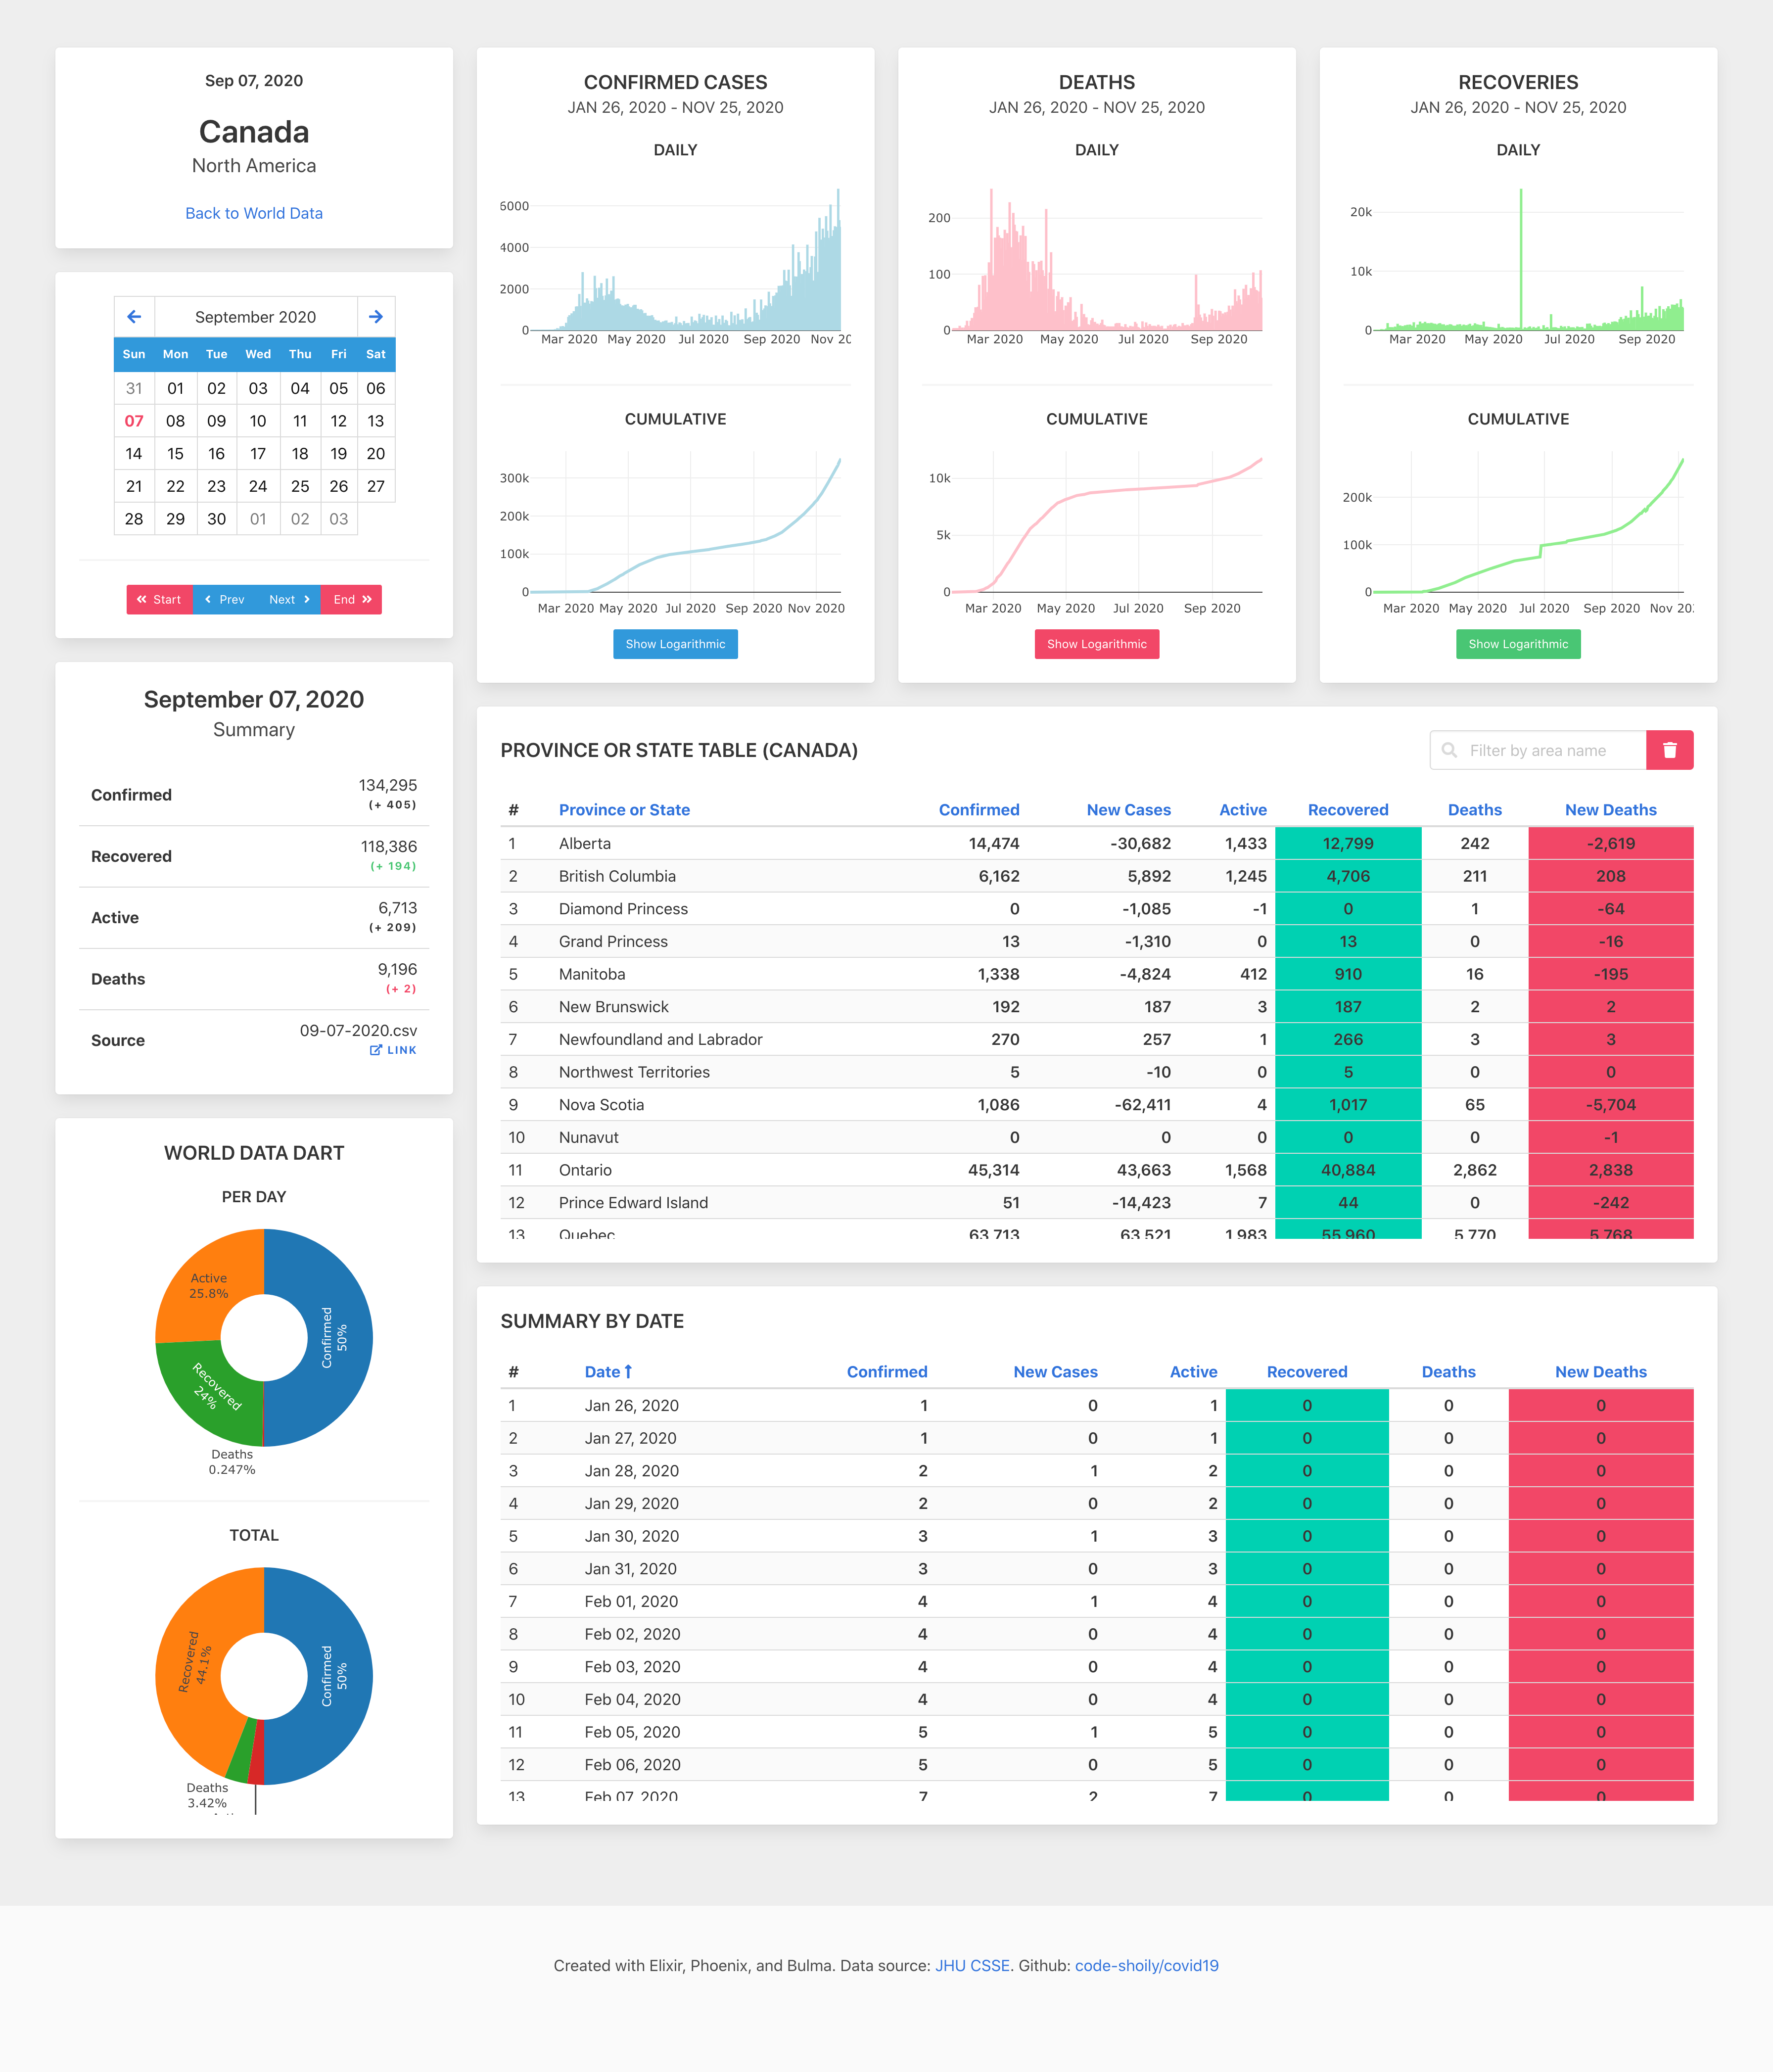 Sep 07, 2020
Canada
North America
Back to World Data
September 2020
Sun Mon Tue Wed Thu Fri Sat
31 01 02 03 04 05 06
07 08 09 10 11 12 13
14 15 16 17 18 19 20
21 22 23 24 25 26 27
28 29 30 01 02 03
Start Prev Next End
September 07, 2020
Summary
Confirmed 134,295
(+ 405)
Recovered 118,386
(+ 194)
Active 6,713
(+ 209)
Deaths 9,196
(+ 2)
Source 09-07-2020.csv
LINK
WORLD DATA DART
PER DAY
Active
25.8%
Confirmed
50%
Recovered
24%
Deaths
0.247%
TOTAL
Recovered
44.1%
Confirmed
50%
Deaths
3.42%
CONFIRMED CASES
JAN 26, 2020 - NOV 25, 2020
DAILY
6000
4000
2000
0
Mar 2020 May 2020 Jul 2020 Sep 2020 Nov 20
CUMULATIVE
300k
200k
100k
0
Mar 2020 May 2020 Jul 2020 Sep 2020 Nov 2020
Show Logarithmic
DEATHS
JAN 26, 2020 - NOV 25, 2020
DAILY
200
100
0
Mar 2020 May 2020 Jul 2020 Sep 2020
CUMULATIVE
10k
5k
0
Mar 2020 May 2020 Jul 2020 Sep 2020
Show Logarithmic
RECOVERIES
JAN 26, 2020 - NOV 25, 2020
DAILY
20k
10k
0
Mar 2020 May 2020 Jul 2020 Sep 2020
CUMULATIVE
200k
100k
0
Mar 2020 May 2020 Jul 2020 Sep 2020 Nov 20
Show Logarithmic
PROVINCE OR STATE TABLE (CANADA)
Filter by area name
# Province or State Confirmed New Cases Active Recovered Deaths New Deaths
1 Alberta 14,474 -30,682 1,433 12,799 242 -2,619
2 British Columbia 6,162 5,892 1,245 4,706 211 208
3 Diamond Princess 0 -1,085 -1 0 1 -64
4 Grand Princess 13 -1,310 0 13 0 -16
5 Manitoba 1,338 -4,824 412 910 16 -195
6 New Brunswick 192 187 3 187 2 2
7 Newfoundland and Labrador 270 257 1 266 3 3
8 Northwest Territories 5 -10 0 5 0 0
9 Nova Scotia 1,086 -62,411 4 1,017 65 -5,704
10 Nunavut 0 0 0 0 0 -1
11 Ontario 45,314 43,663 1,568 40,884 2,862 2,838
12 Prince Edward Island 51 -14,423 7 44 0 -242
13 Quebec 63,713 63,521 1,983 55,960 5,770 5,768
SUMMARY BY DATE
# Date Confirmed New Cases Active Recovered Deaths New Deaths
1 Jan 26, 2020 1 0 1 0 0 0
2 Jan 27, 2020 1 0 1 0 0 0
3 Jan 28, 2020 2 1 2 0 0 0
4 Jan 29, 2020 2 0 2 0 0 0
5 Jan 30, 2020 3 1 3 0 0 0
6 Jan 31, 2020 3 0 3 0 0 0
7 Feb 01, 2020 4 1 4 0 0 0
8 Feb 02, 2020 4 0 4 0 0 0
9 Feb 03, 2020 4 0 4 0 0 0
10 Feb 04, 2020 4 0 4 0 0 0
11 Feb 05, 2020 5 1 5 0 0 0
12 Feb 06, 2020 5 0 5 0 0 0
13 Feb 07, 2020 7 2 7 0 0 0
Created with Elixir, Phoenix, and Bulma. Data source: JHU CSSE. Github: code-shoily/covid19